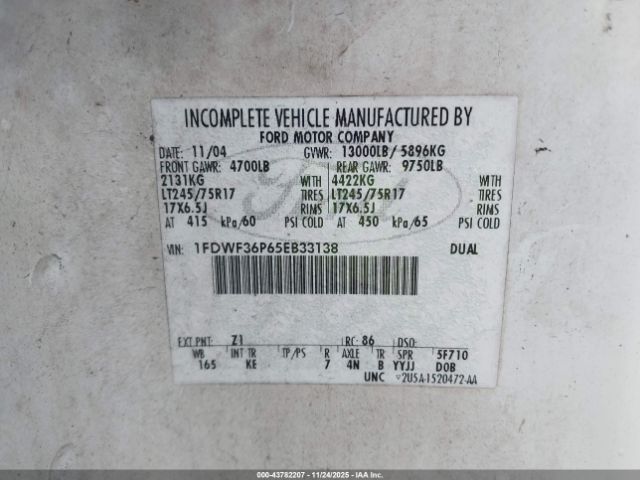 INCOMPLETE VEHICLE MANUFACTURED BY
FORD MOTOR COMPANY
DATE: 11/04 GVWR: 13000LB/ 5896KG
FRONT GAWR: 4700LB REAR GAWR: 9750LB
2131KG WITH 4422KG WITH
LT245/75R17 TIRES LT245/75R17 TIRES
17X6.5J RIMS 17X6.5J RIMS
AT 415 kPa/60 PSI COLD AT 450 kPa/65 PSI COLD
VIN: 1FDWF36P65EB33138 DUAL
EXT PNT: Z1 RC: 86 DSO:
WB INT TR TP/PS R AXLE TR SPR 5F710
165 KE 7 4N B YYJJ DOB
UNC 2U5A-1520472-AA
000-43782207 - 11/24/2025 - IAA, Inc.